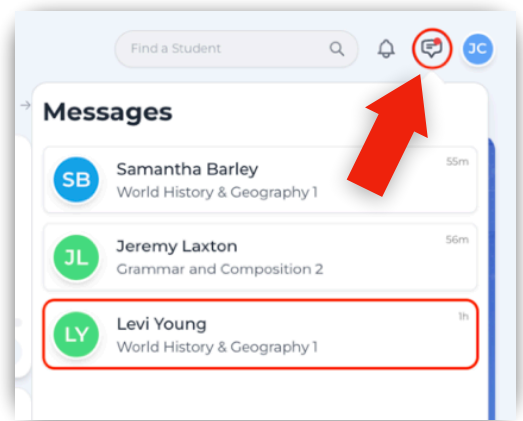 Find a Student
JC
Messages
SB
Samantha Barley
55m
World History & Geography 1
JL
Jeremy Laxton
56m
Grammar and Composition 2
LY
Levi Young
1h
World History & Geography 1